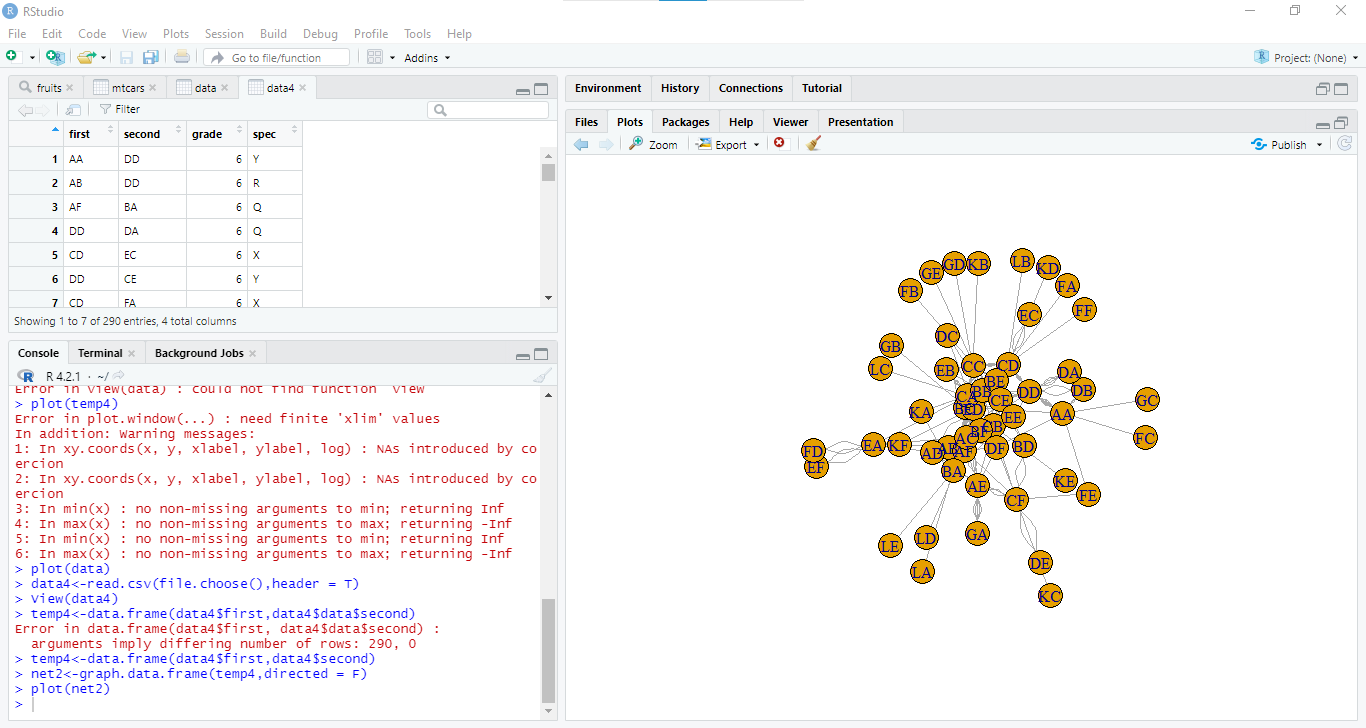 RStudio
File Edit Code View Plots Session Build Debug Profile Tools Help
Go to file/function Addins Project: (None)
fruits mtcars data data4
Filter
first second grade spec
1 AA DD 6 Y
2 AB DD 6 R
3 AF BA 6 Q
4 DD DA 6 Q
5 CD EC 6 X
6 DD CE 6 Y
7 CD FA 6 X
Showing 1 to 7 of 290 entries, 4 total columns
Console Terminal Background Jobs
R 4.2.1 · ~/
Error in View(data) : could not find function "View"
> plot(temp4)
Error in plot.window(...) : need finite 'xlim' values
In addition: Warning messages:
1: In xy.coords(x, y, xlabel, ylabel, log) : NAs introduced by co
ercion
2: In xy.coords(x, y, xlabel, ylabel, log) : NAs introduced by co
ercion
3: In min(x) : no non-missing arguments to min; returning Inf
4: In max(x) : no non-missing arguments to max; returning -Inf
5: In min(x) : no non-missing arguments to min; returning Inf
6: In max(x) : no non-missing arguments to max; returning -Inf
> plot(data)
> data4<-read.csv(file.choose(),header = T)
> View(data4)
> temp4<-data.frame(data4$first,data4$data$second)
Error in data.frame(data4$first, data4$data$second) :
arguments imply differing number of rows: 290, 0
> temp4<-data.frame(data4$first,data4$second)
> net2<-graph.data.frame(temp4,directed = F)
> plot(net2)
>
Environment History Connections Tutorial
Files Plots Packages Help Viewer Presentation
Zoom Export Publish
GE GD KB LB KD
FB FA
EC FF
DC
GB
LC EB CC CD DA
BE DB
CA BB DD
KA CE AA GC
ED EE
CB FC
BF
FD EA KF AC
AD AF DF BD
EF BA
AE KE FE
CF
LE LD GA
LA DE
KC